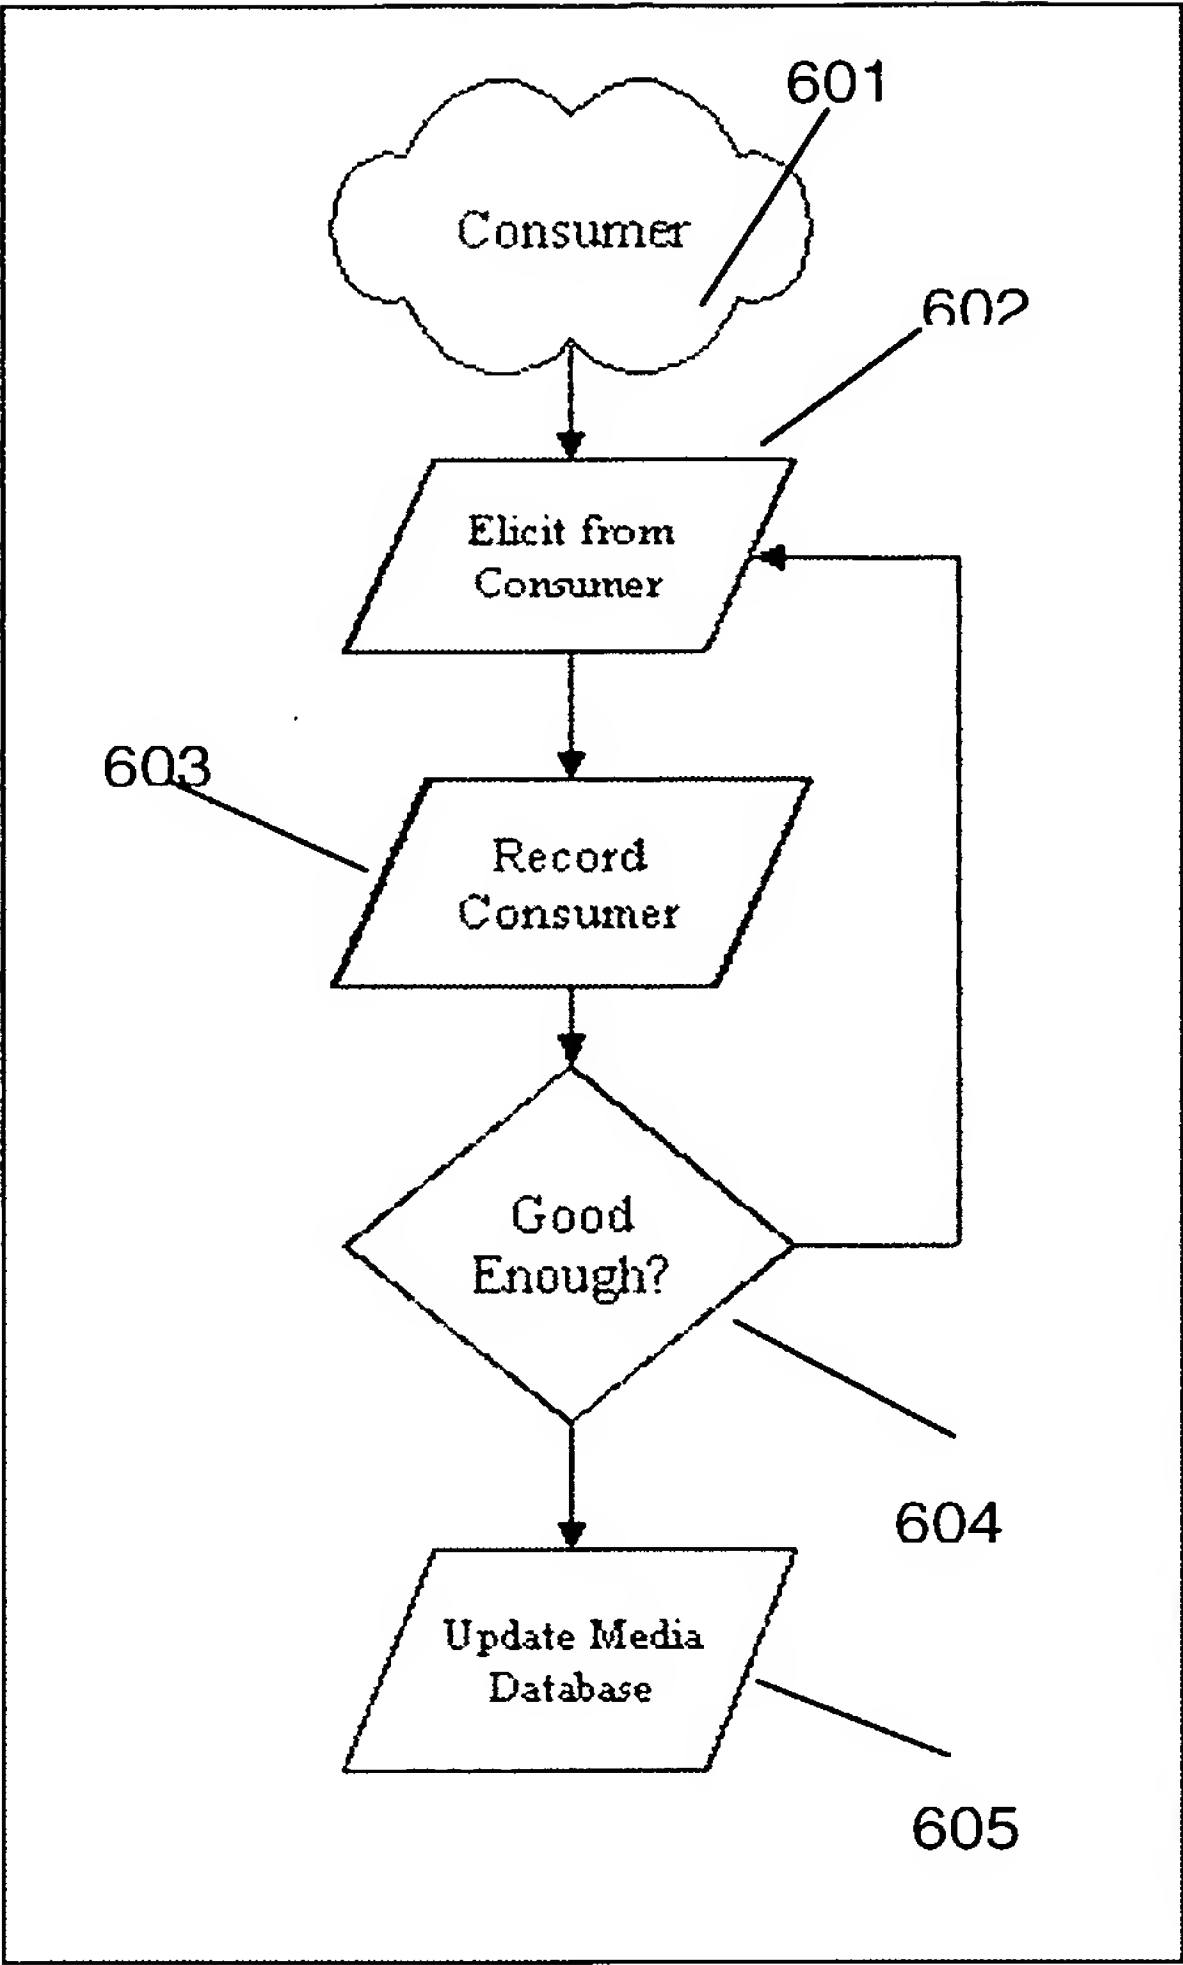 601
Consumer
602
Elicit from
Consumer
603
Record
Consumer
Good
Enough?
604
Update Media
Database
605